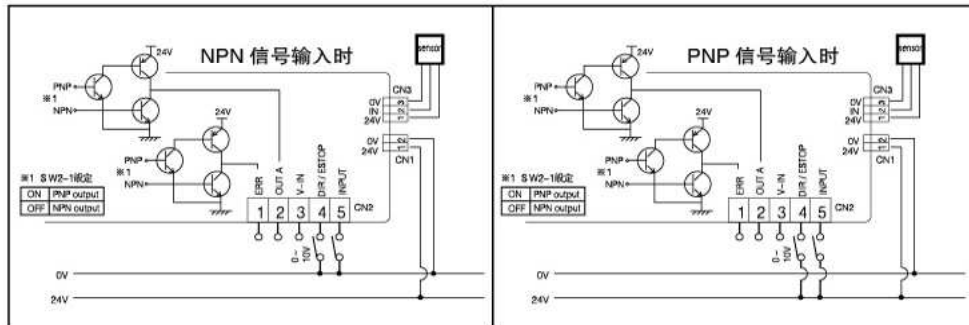 NPN 信号输入时
24V
sensor
PNP
※1
NPN
CN3
0V 3
IN 2
24V 1
24V
0V 2
24V 1
CN1
PNP
※1
NPN
※1 SW2-1设定
ON PNP output
OFF NPN output
ERR
OUT A
V-IN
DIR / ESTOP
INPUT
1 2 3 4 5
CN2
0~10V
0V
24V
PNP 信号输入时
24V
sensor
PNP
※1
NPN
CN3
0V 3
IN 2
24V 1
24V
0V 2
24V 1
CN1
PNP
※1
NPN
※1 SW2-1设定
ON PNP output
OFF NPN output
ERR
OUT A
V-IN
DIR / ESTOP
INPUT
1 2 3 4 5
CN2
0~10V
0V
24V